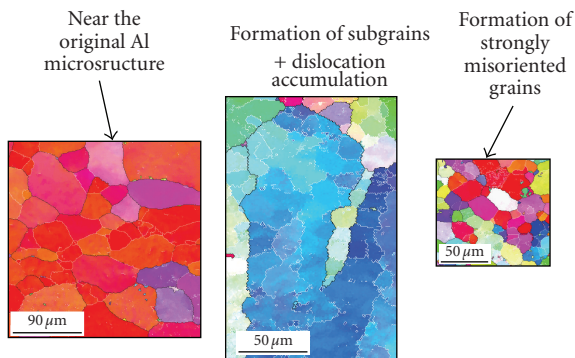 Near the
original Al
microsructure
Formation of subgrains
+ dislocation
accumulation
Formation of
strongly
misoriented
grains
90 µm
50 µm
50 µm